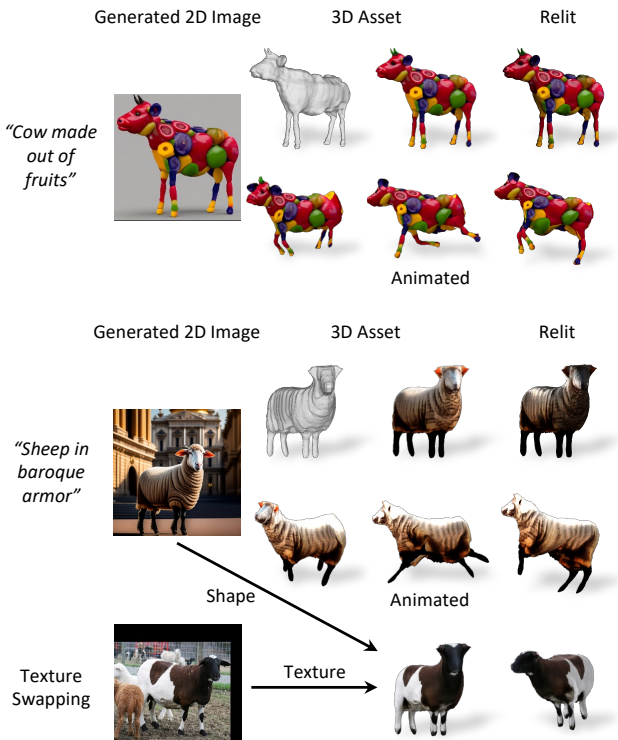 Generated 2D Image 3D Asset Relit
“Cow made
out of
fruits”
Animated
Generated 2D Image 3D Asset Relit
“Sheep in
baroque
armor”
Shape
Animated
Texture
Swapping
Texture